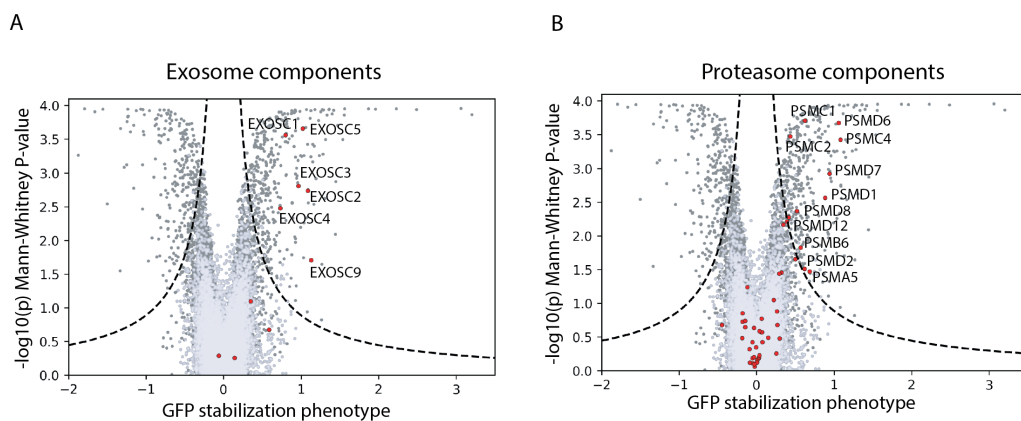 A
B
Exosome components
Proteasome components
-log10(p) Mann-Whitney P-value
4.0
3.5
3.0
2.5
2.0
1.5
1.0
0.5
0.0
EXOSC1
EXOSC5
EXOSC3
EXOSC2
EXOSC4
EXOSC9
−2
−1
0
1
2
3
GFP stabilization phenotype
-log10(p) Mann-Whitney P-value
4.0
3.5
3.0
2.5
2.0
1.5
1.0
0.5
0.0
PSMC1
PSMD6
PSMC2
PSMC4
PSMD7
PSMD1
PSMD8
PSMD12
PSMB6
PSMD2
PSMA5
−2
−1
0
1
2
3
GFP stabilization phenotype